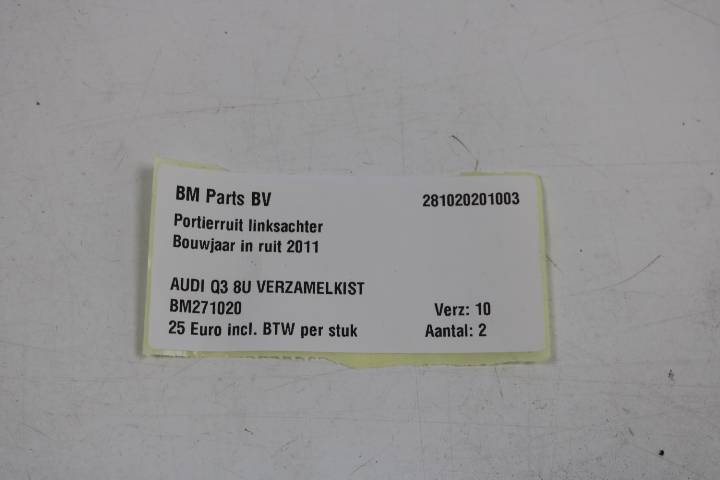 BM Parts BV 281020201003
Portierruit linksachter
Bouwjaar in ruit 2011
AUDI Q3 8U VERZAMELKIST
BM271020 Verz: 10
25 Euro incl. BTW per stuk Aantal: 2